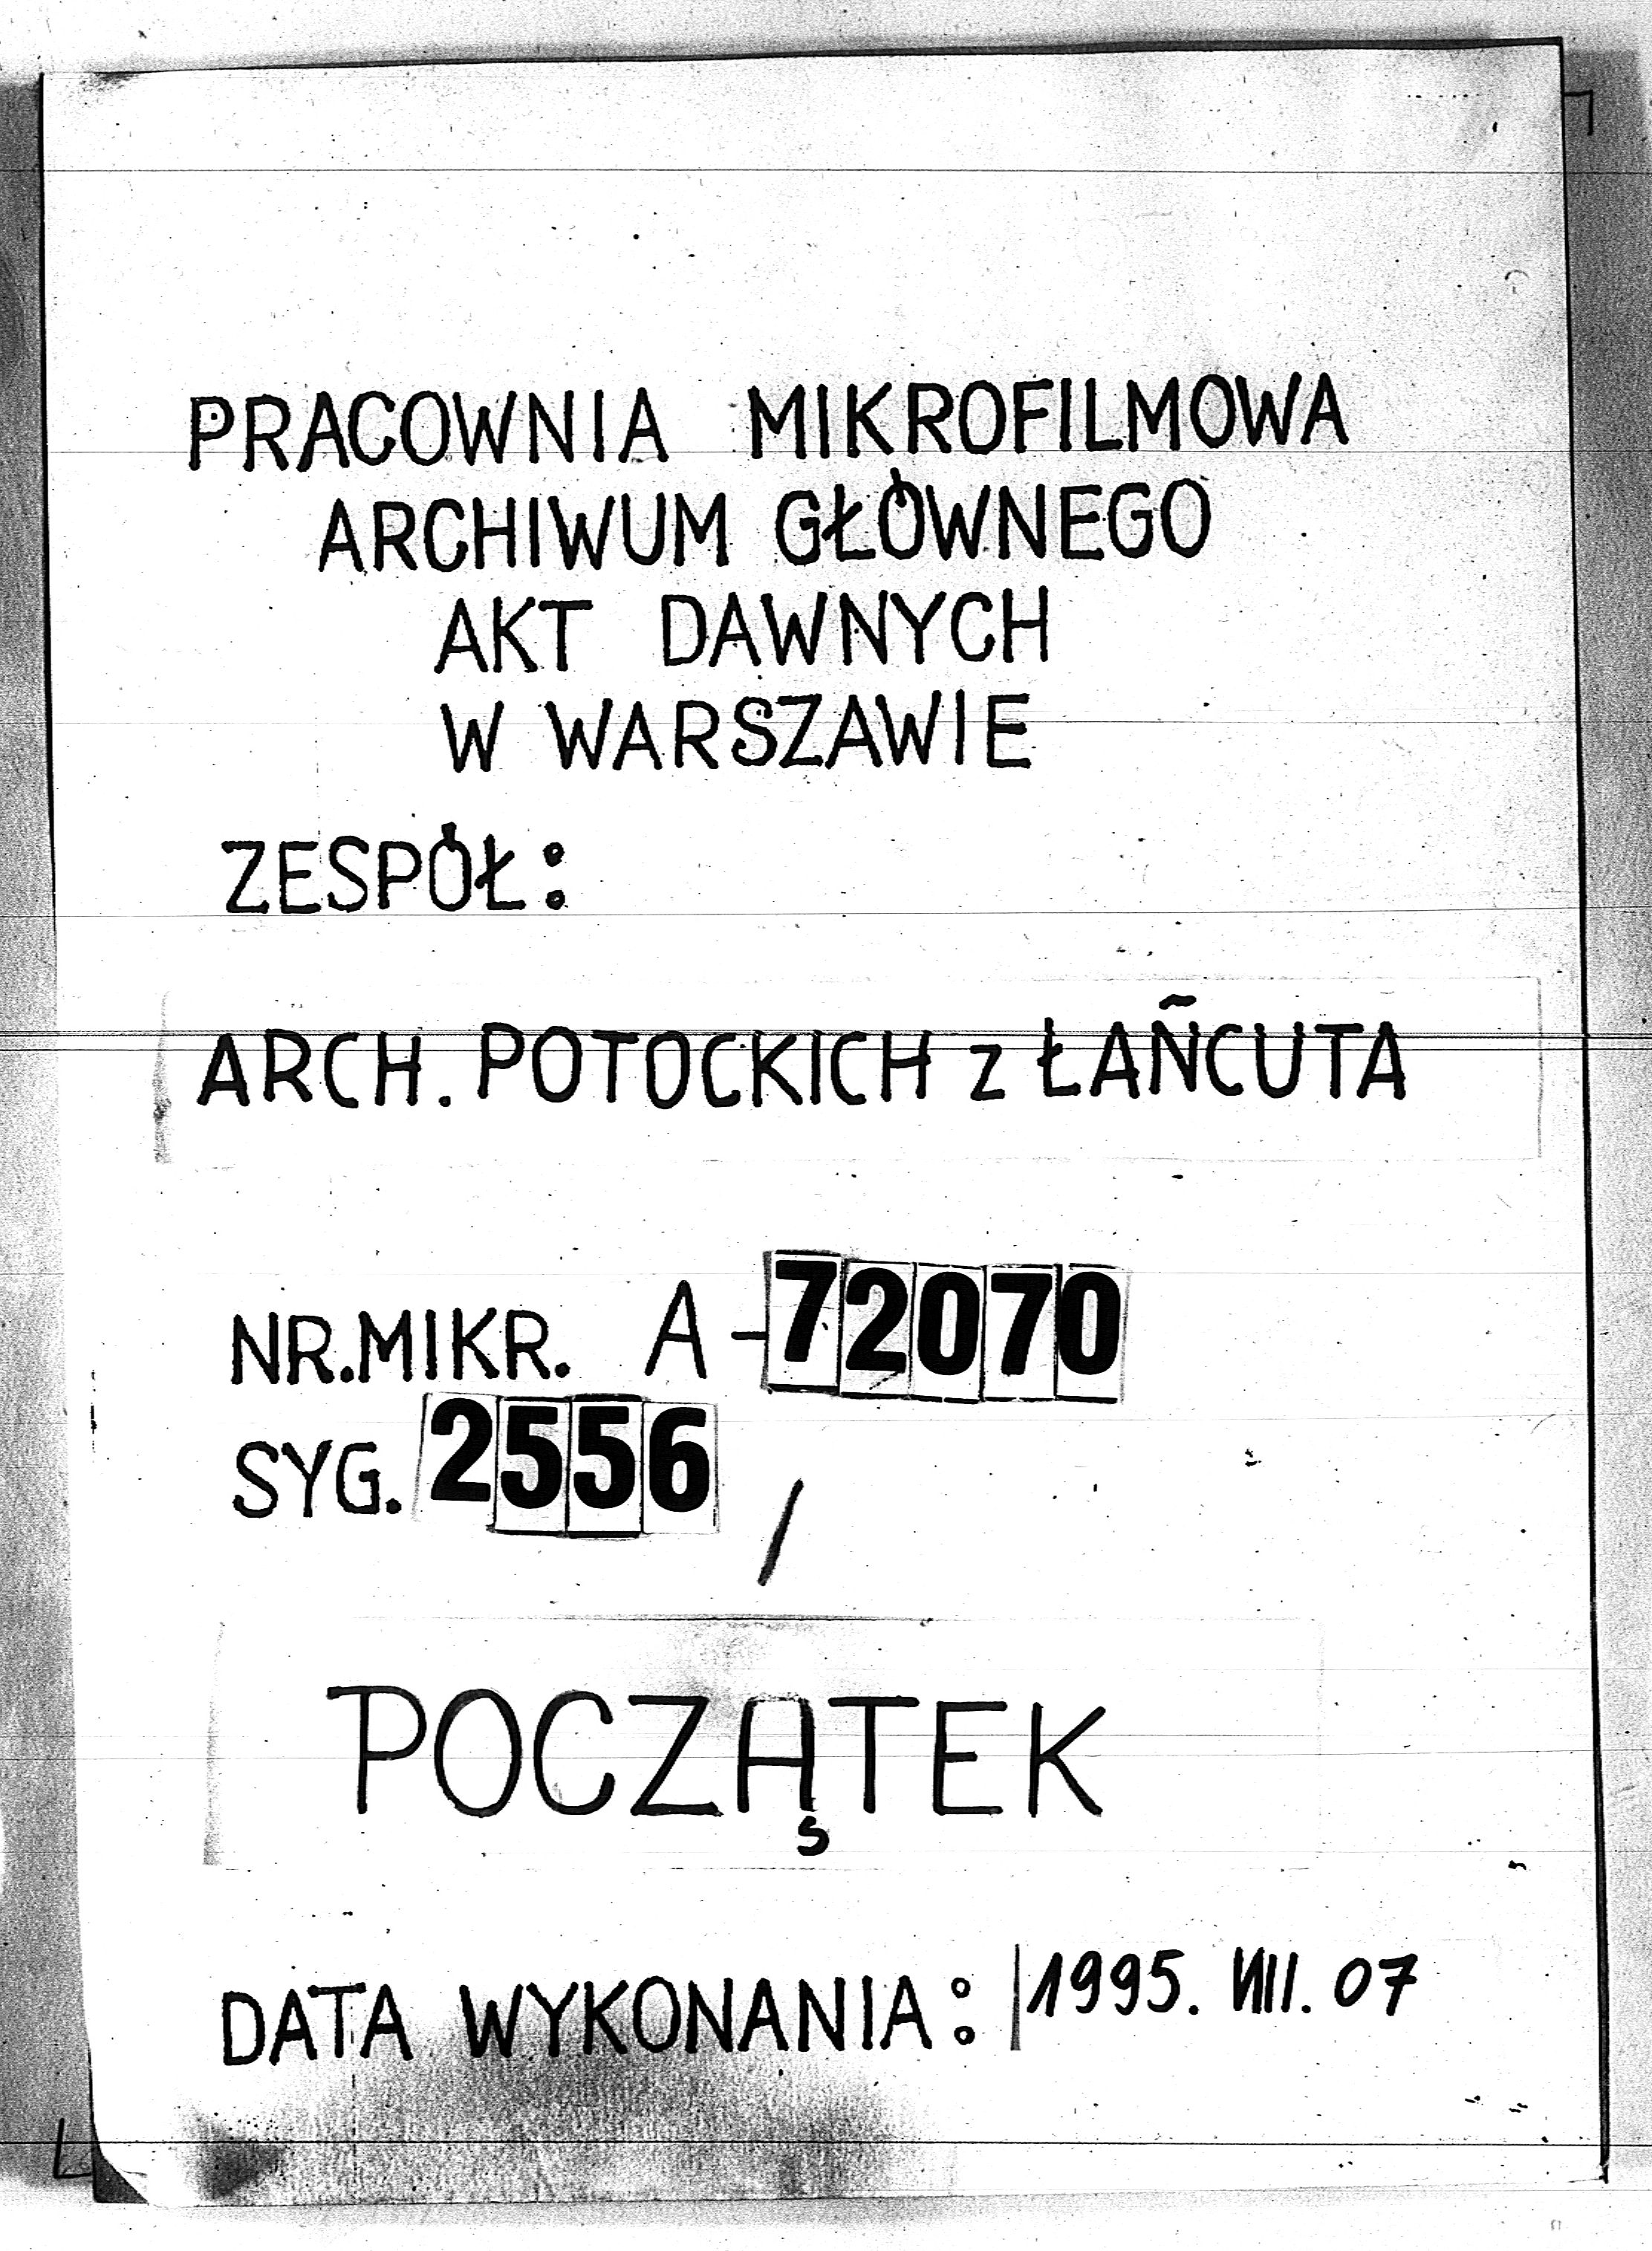 PRACOWNIA MIKROFILMOWA
ARCHIWUM GŁÓWNEGO
AKT DAWNYCH
W WARSZAWIE
ZESPÓŁ:
ARCH. POTOCKICH z ŁAŃCUTA
NR.MIKR. A-72070
SYG. 2556 /
POCZĄTEK
DATA WYKONANIA: 1995. VIII. 07